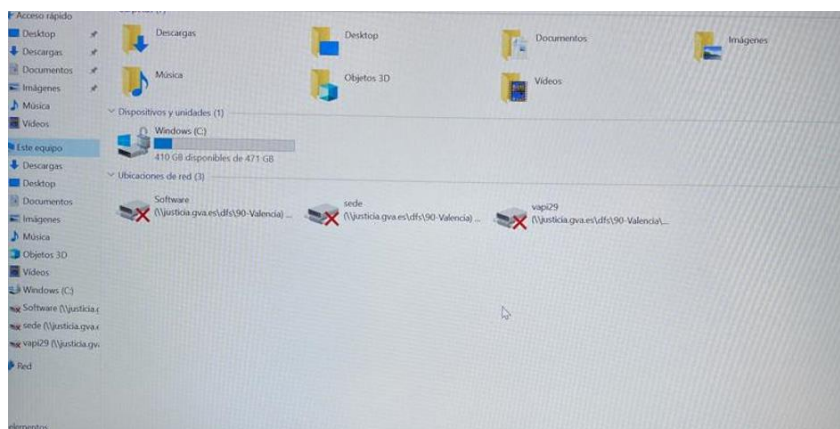 Acceso rápido
Desktop
Descargas
Documentos
Imágenes
Música
Vídeos
Este equipo
Descargas
Desktop
Documentos
Imágenes
Música
Objetos 3D
Vídeos
Windows (C:)
Software (\\justicia.g
sede (\\justicia.gva.e
vapi29 (\\justicia.gv
Red
elementos
Descargas
Desktop
Documentos
Imágenes
Música
Objetos 3D
Vídeos
Dispositivos y unidades (1)
Windows (C:)
410 GB disponibles de 471 GB
Ubicaciones de red (3)
Software
(\\justicia.gva.es\dfs\90-Valencia) ...
sede
(\\justicia.gva.es\dfs\90-Valencia) ...
vapi29
(\\justicia.gva.es\dfs\90-Valencia\...